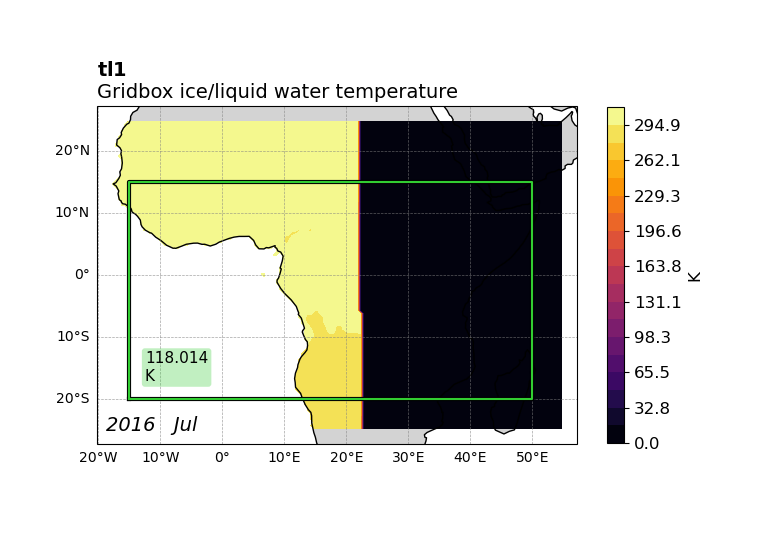 tl1
Gridbox ice/liquid water temperature
20°N
10°N
0°
10°S
20°S
118.014
K
2016 Jul
20°W 10°W 0° 10°E 20°E 30°E 40°E 50°E
294.9
262.1
229.3
196.6
163.8
131.1
98.3
65.5
32.8
0.0
K